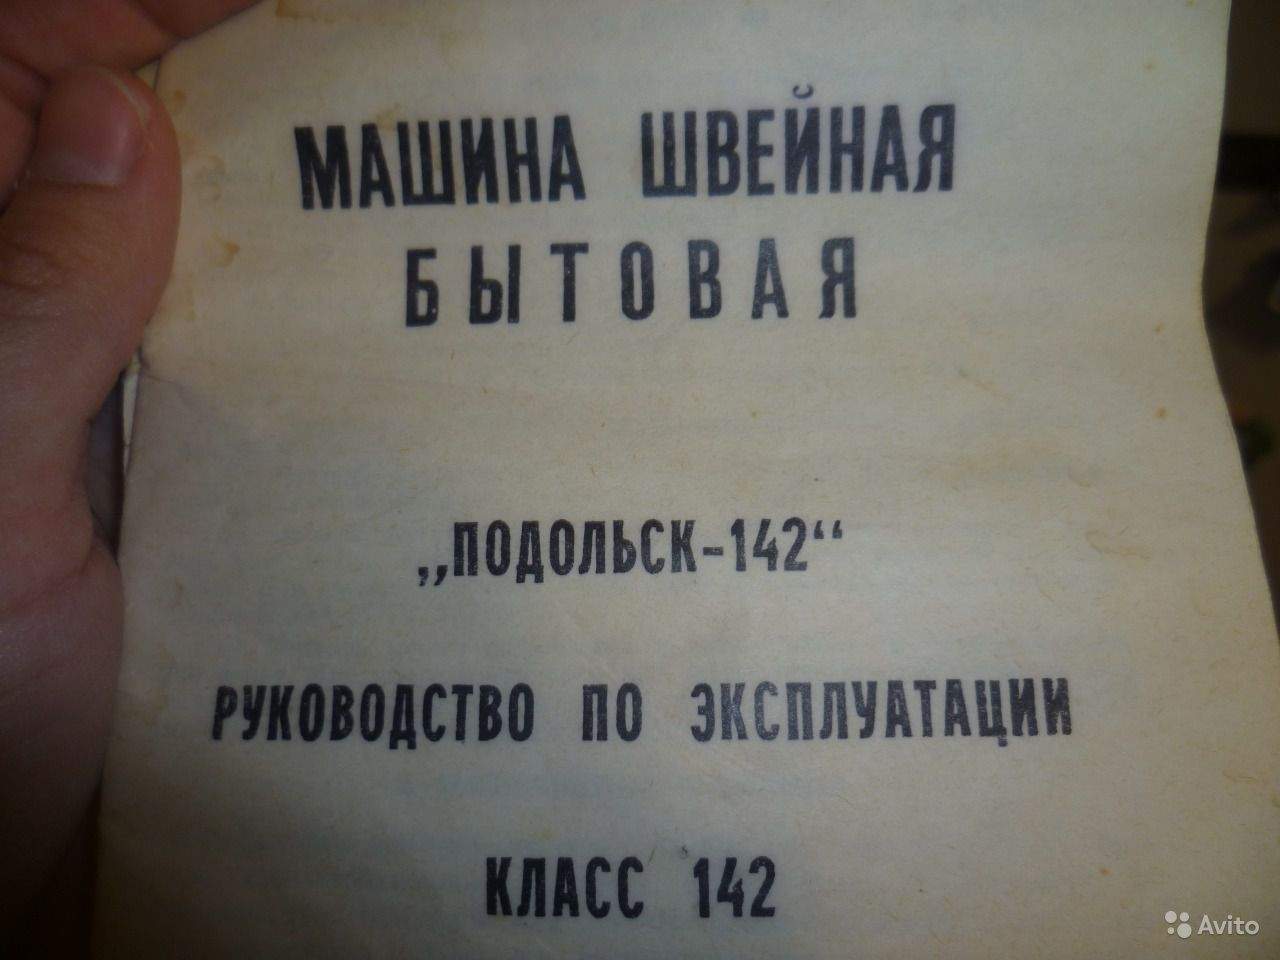 МАШИНА ШВЕЙНАЯ
БЫТОВАЯ
„ПОДОЛЬСК-142“
РУКОВОДСТВО ПО ЭКСПЛУАТАЦИИ
КЛАСС 142
Avito